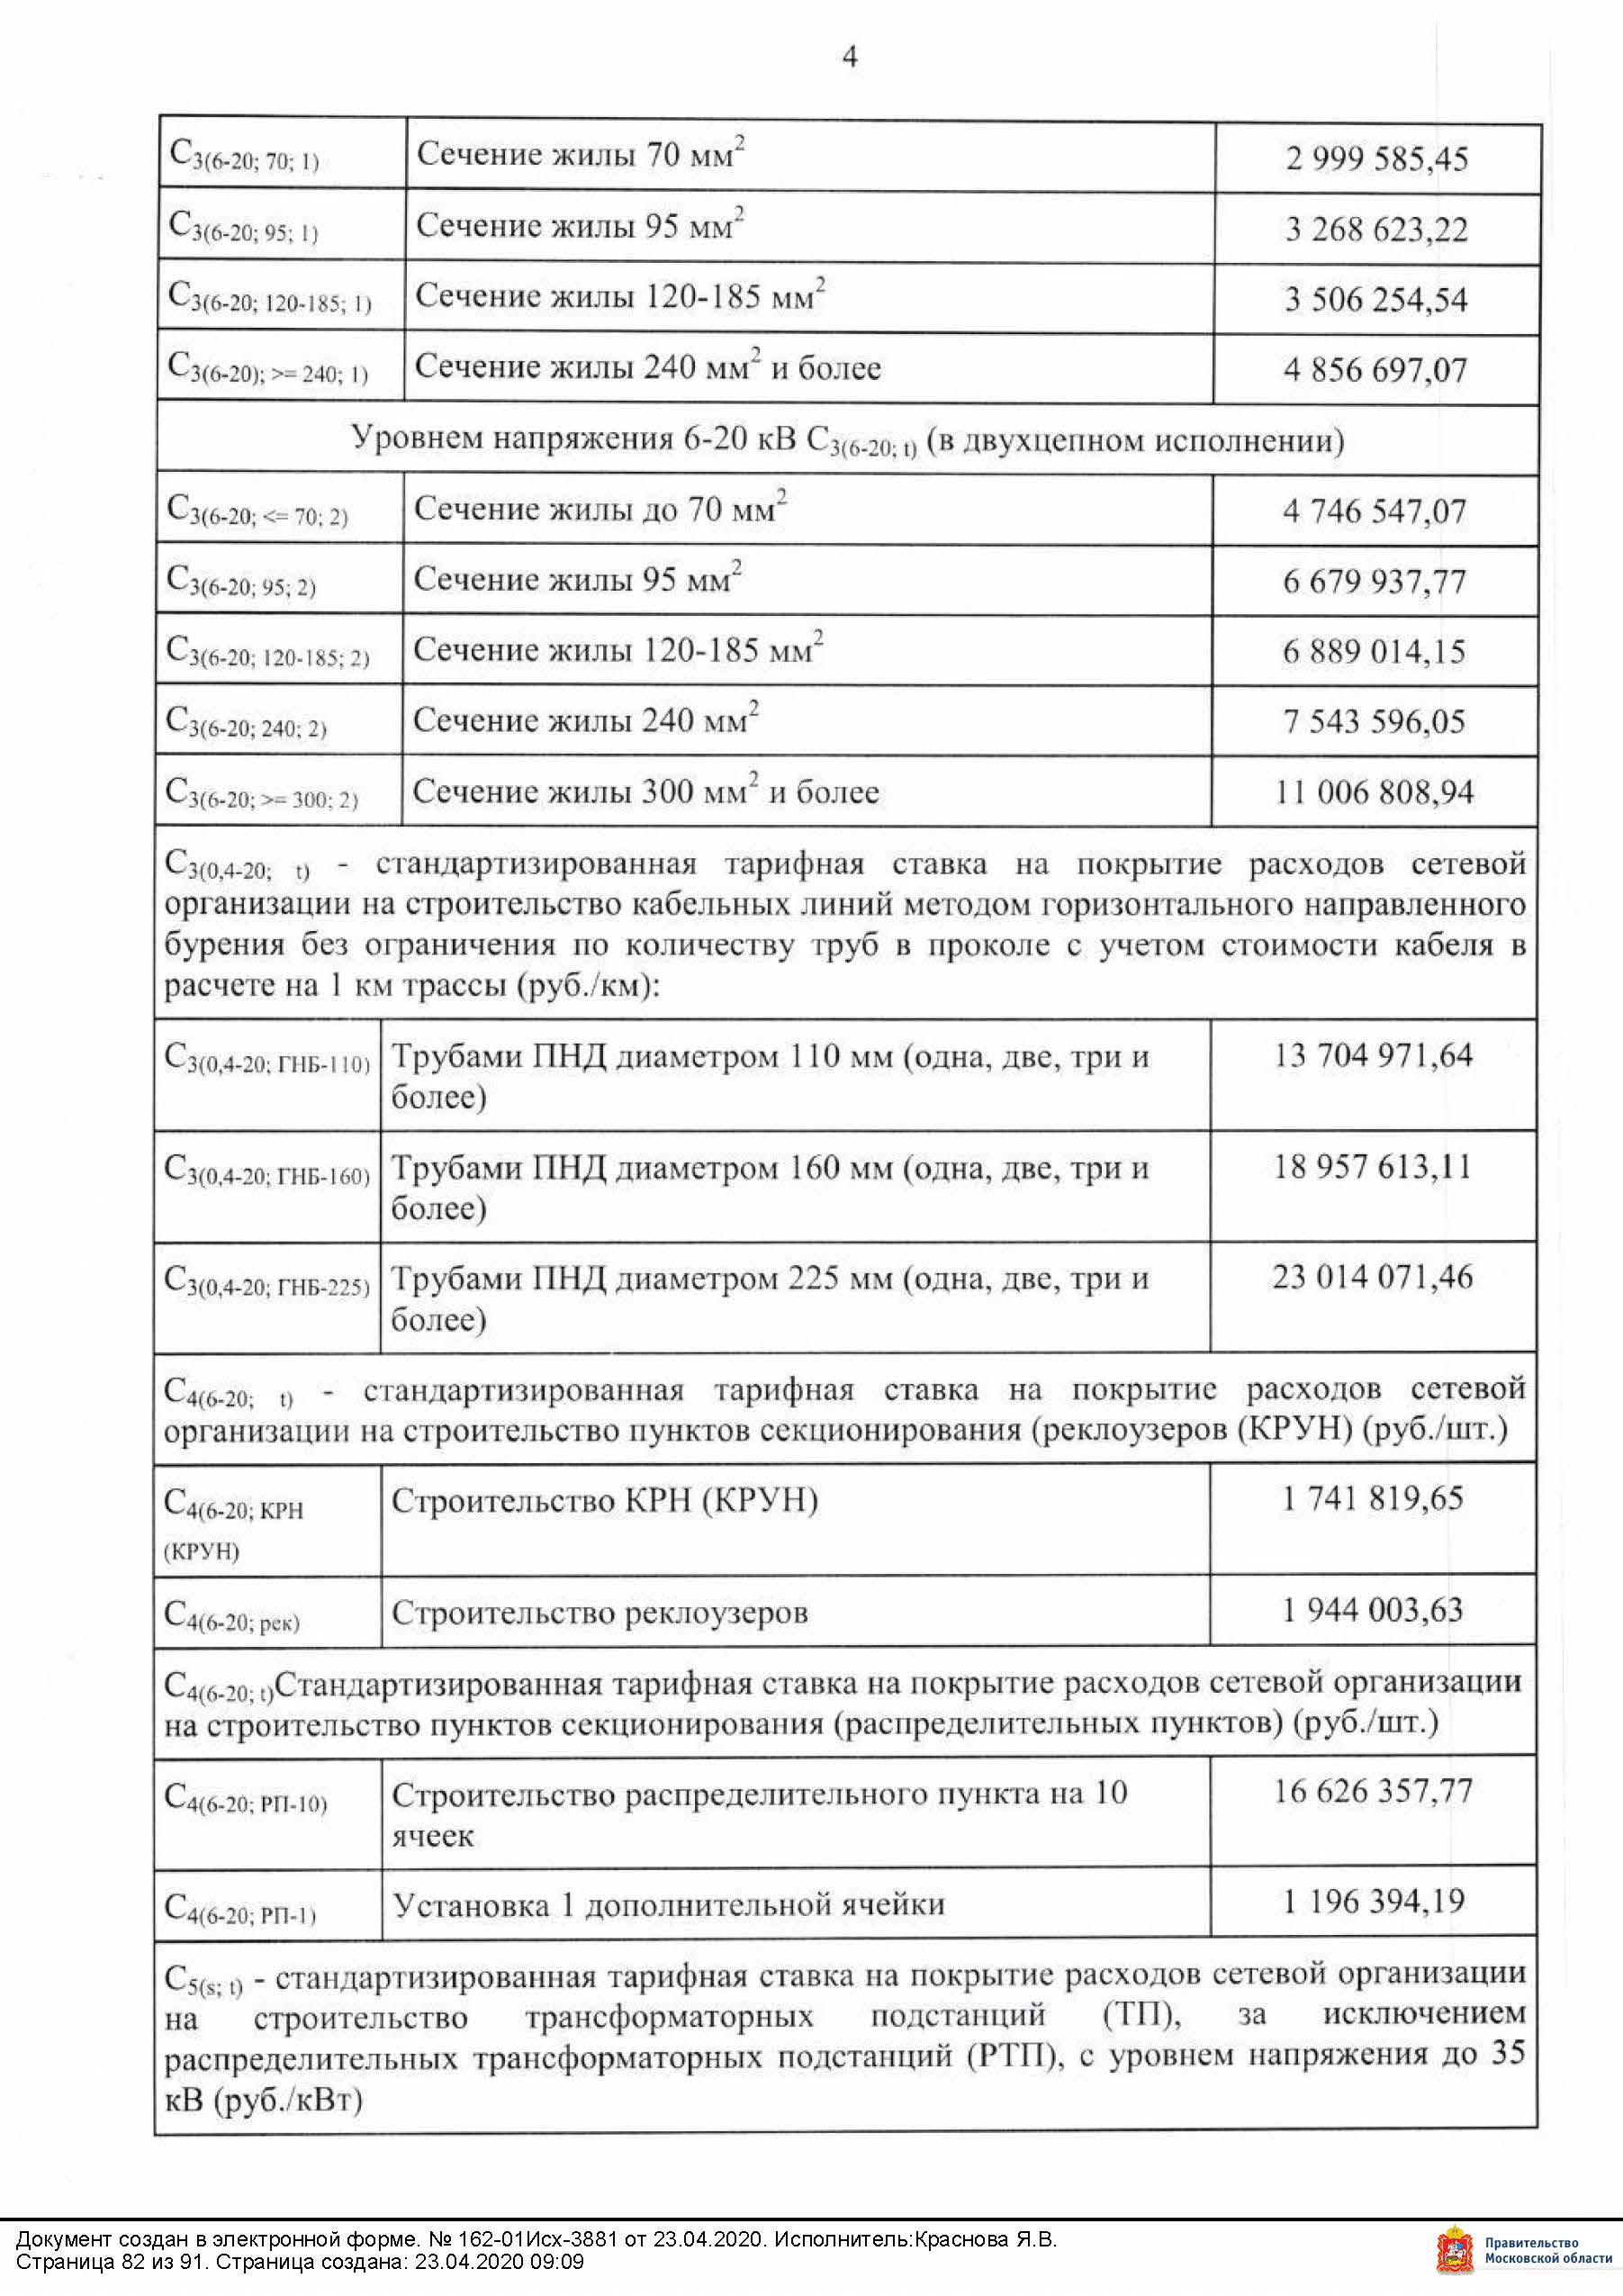 4
С3(6-20; 70; 1) Сечение жилы 70 мм² 2 999 585,45
С3(6-20; 95; 1) Сечение жилы 95 мм² 3 268 623,22
С3(6-20; 120-185; 1) Сечение жилы 120-185 мм² 3 506 254,54
С3(6-20); >= 240; 1) Сечение жилы 240 мм² и более 4 856 697,07
Уровнем напряжения 6-20 кВ С3(6-20; t) (в двухцепном исполнении)
С3(6-20; <= 70; 2) Сечение жилы до 70 мм² 4 746 547,07
С3(6-20; 95; 2) Сечение жилы 95 мм² 6 679 937,77
С3(6-20; 120-185; 2) Сечение жилы 120-185 мм² 6 889 014,15
С3(6-20; 240; 2) Сечение жилы 240 мм² 7 543 596,05
С3(6-20; >= 300; 2) Сечение жилы 300 мм² и более 11 006 808,94
С3(0,4-20; t) - стандартизированная тарифная ставка на покрытие расходов сетевой
организации на строительство кабельных линий методом горизонтального направленного
бурения без ограничения по количеству труб в проколе с учетом стоимости кабеля в
расчете на 1 км трассы (руб./км):
С3(0,4-20; ГНБ-110) Трубами ПНД диаметром 110 мм (одна, две, три и 13 704 971,64
более)
С3(0,4-20; ГНБ-160) Трубами ПНД диаметром 160 мм (одна, две, три и 18 957 613,11
более)
С3(0,4-20; ГНБ-225) Трубами ПНД диаметром 225 мм (одна, две, три и 23 014 071,46
более)
С4(6-20; t) - стандартизированная тарифная ставка на покрытие расходов сетевой
организации на строительство пунктов секционирования (реклоузеров (КРУН) (руб./шт.)
С4(6-20; КРН Строительство КРН (КРУН) 1 741 819,65
(КРУН)
С4(6-20; рек) Строительство реклоузеров 1 944 003,63
С4(6-20; t)Стандартизированная тарифная ставка на покрытие расходов сетевой организации
на строительство пунктов секционирования (распределительных пунктов) (руб./шт.)
С4(6-20; РП-10) Строительство распределительного пункта на 10 16 626 357,77
ячеек
С4(6-20; РП-1) Установка 1 дополнительной ячейки 1 196 394,19
С5(s; t) - стандартизированная тарифная ставка на покрытие расходов сетевой организации
на строительство трансформаторных подстанций (ТП), за исключением
распределительных трансформаторных подстанций (РТП), с уровнем напряжения до 35
кВ (руб./кВт)
Документ создан в электронной форме. № 162-01Исх-3881 от 23.04.2020. Исполнитель:Краснова Я.В.
Страница 82 из 91. Страница создана: 23.04.2020 09:09
Правительство
Московской области